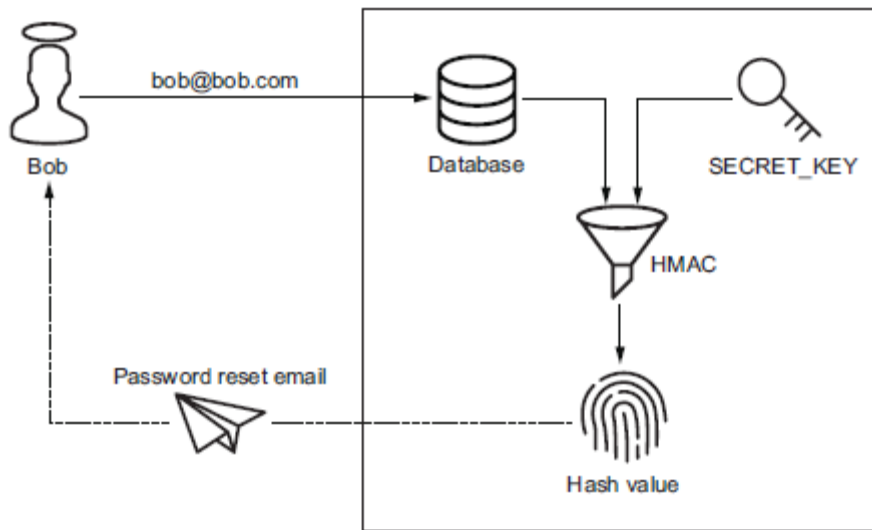 bob@bob.com
Bob
Database
SECRET_KEY
HMAC
Password reset email
Hash value